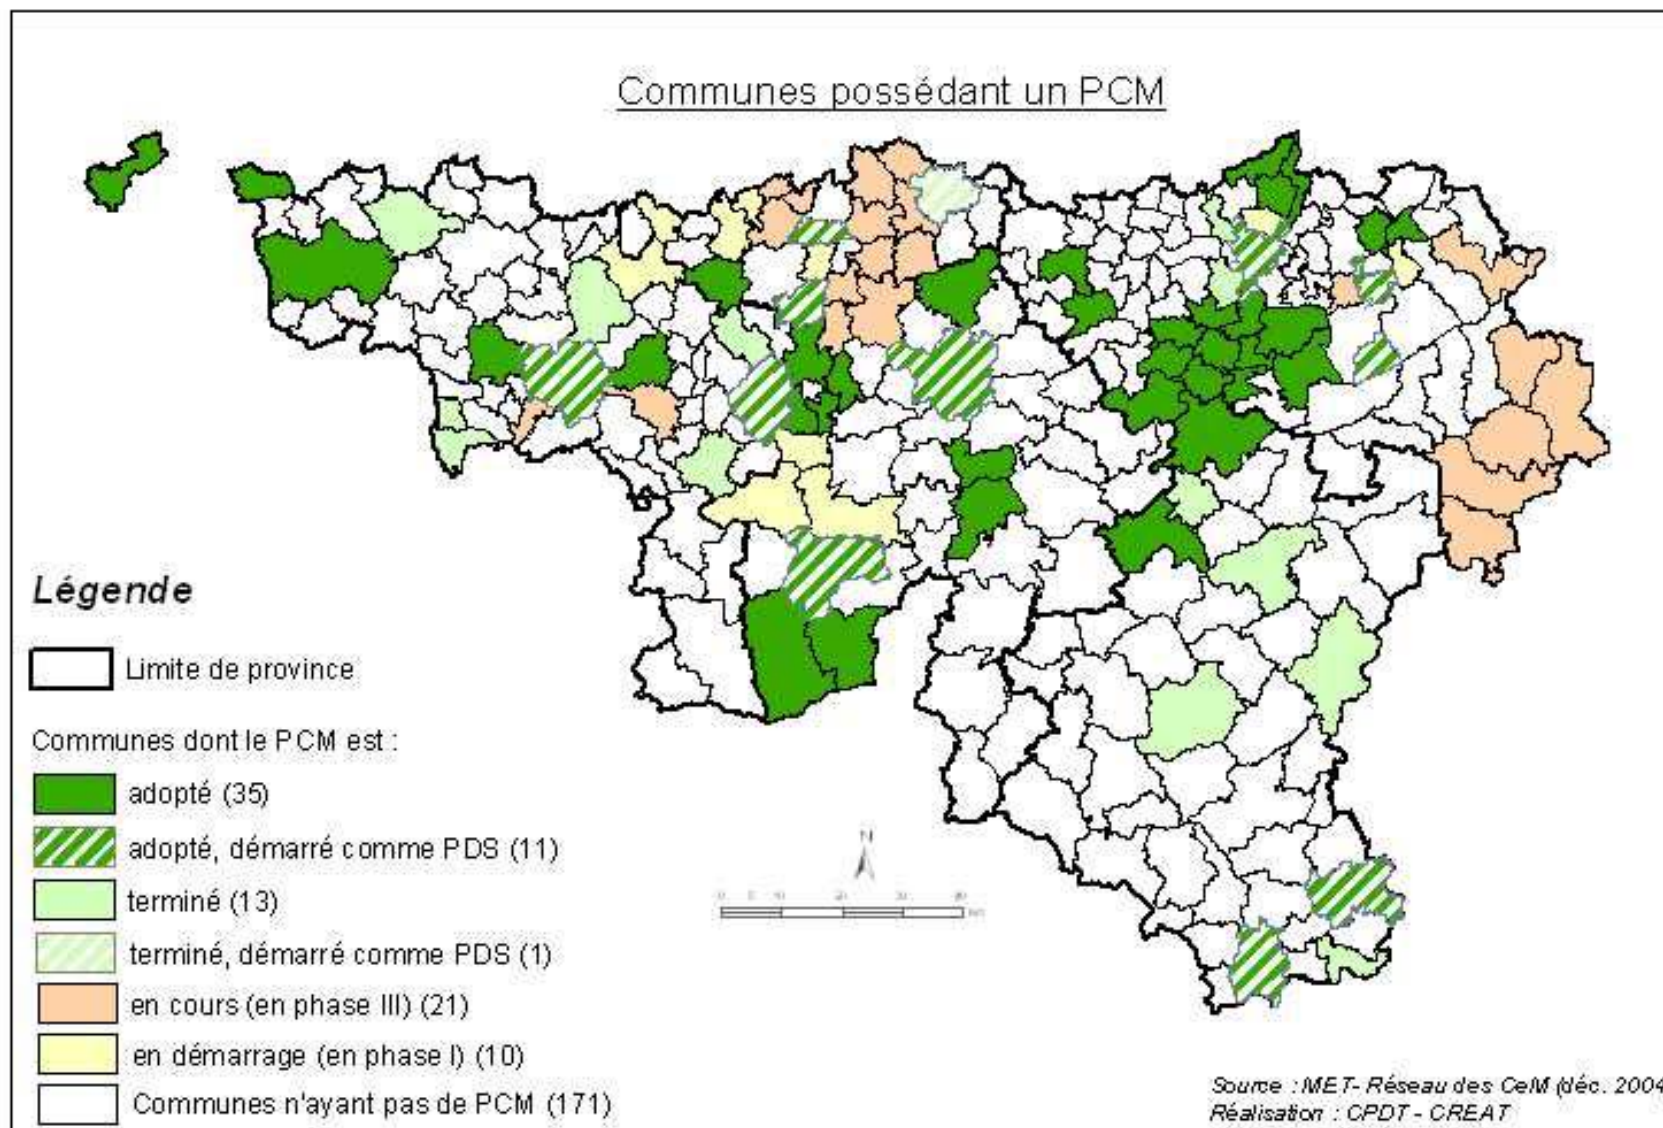 Communes possédant un PCM
Légende
Limite de province
Communes dont le PCM est :
adopté (35)
adopté, démarré comme PDS (11)
terminé (13)
terminé, démarré comme PDS (1)
en cours (en phase III) (21)
en démarrage (en phase I) (10)
Communes n'ayant pas de PCM (171)
N
Source : MET- Réseau des CeM (déc. 2004
Réalisation : CPDT - CREAT